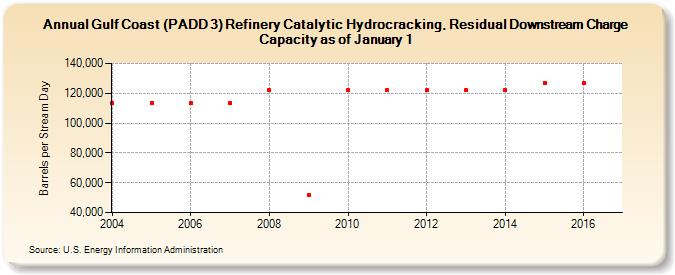 Annual Gulf Coast (PADD 3) Refinery Catalytic Hydrocracking, Residual Downstream Charge
Capacity as of January 1
Barrels per Stream Day
140,000
120,000
100,000
80,000
60,000
40,000
2004 2006 2008 2010 2012 2014 2016
Source: U.S. Energy Information Administration